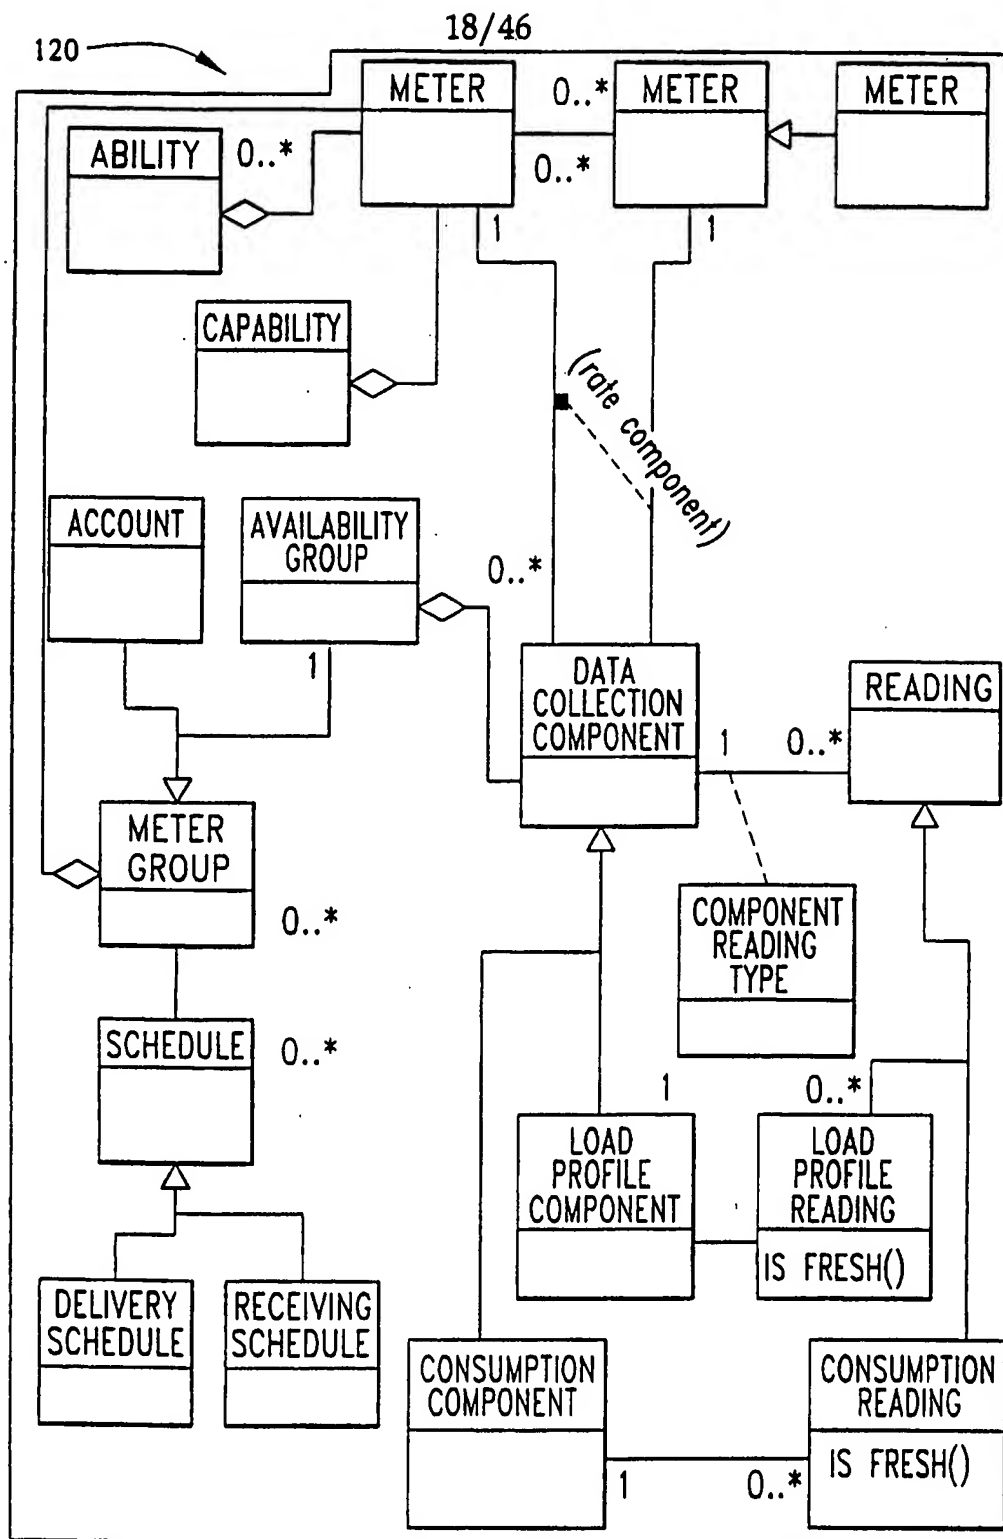 18/46
120
METER
0..*
METER
METER
ABILITY
0..*
0..*
1
1
CAPABILITY
(rate component)
ACCOUNT
AVAILABILITY
GROUP
0..*
1
DATA
COLLECTION
COMPONENT
READING
1
0..*
METER
GROUP
0..*
COMPONENT
READING
TYPE
SCHEDULE
0..*
1
0..*
LOAD
PROFILE
COMPONENT
LOAD
PROFILE
READING
IS FRESH()
DELIVERY
SCHEDULE
RECEIVING
SCHEDULE
CONSUMPTION
COMPONENT
CONSUMPTION
READING
IS FRESH()
1
0..*